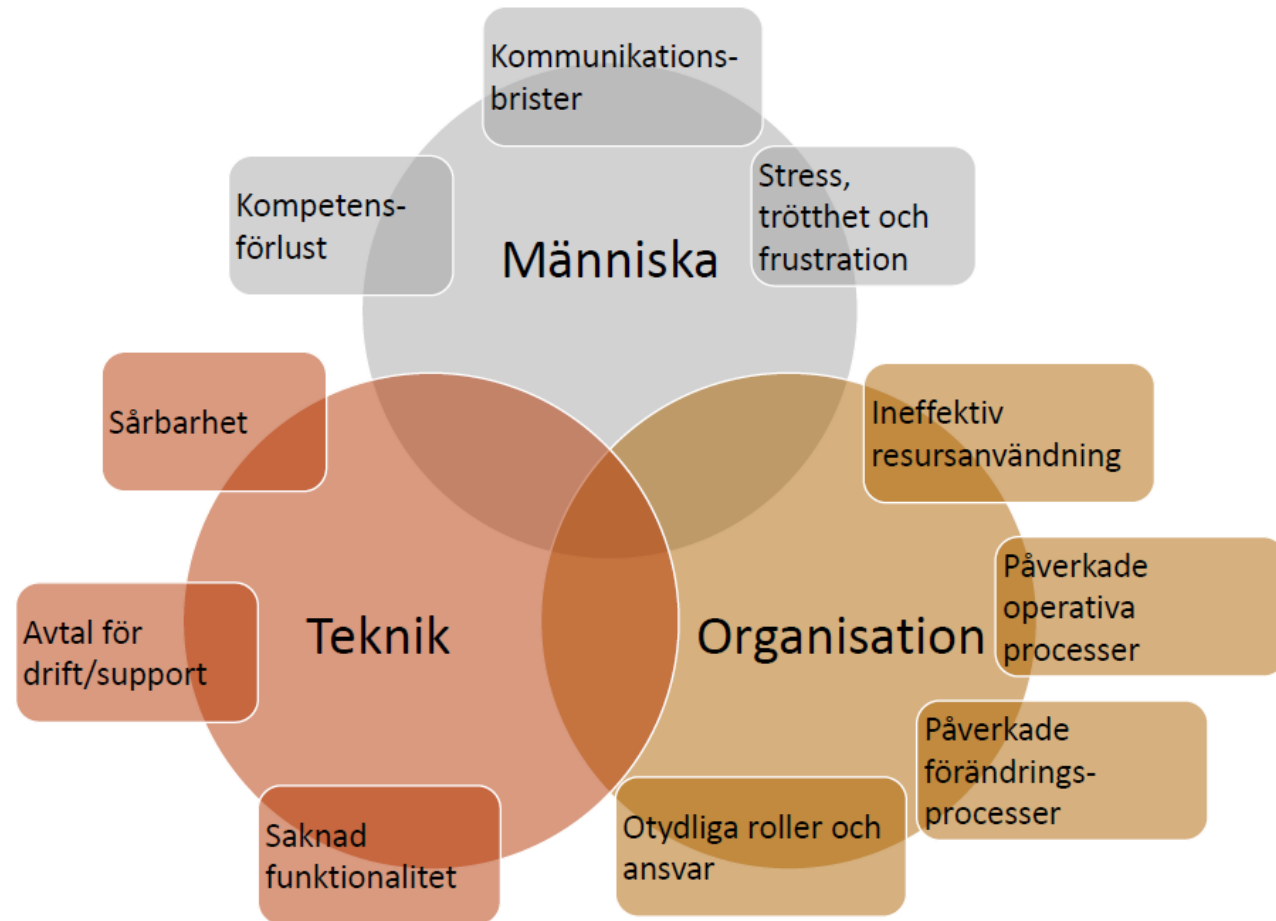 Kommunikations-
brister
Stress,
trötthet och
frustration
Kompetens-
förlust
Människa
Sårbarhet
Ineffektiv
resursanvändning
Avtal för
drift/support
Teknik
Organisation
Påverkade
operativa
processer
Påverkade
förändrings-
processer
Saknad
funktionalitet
Otydliga roller och
ansvar